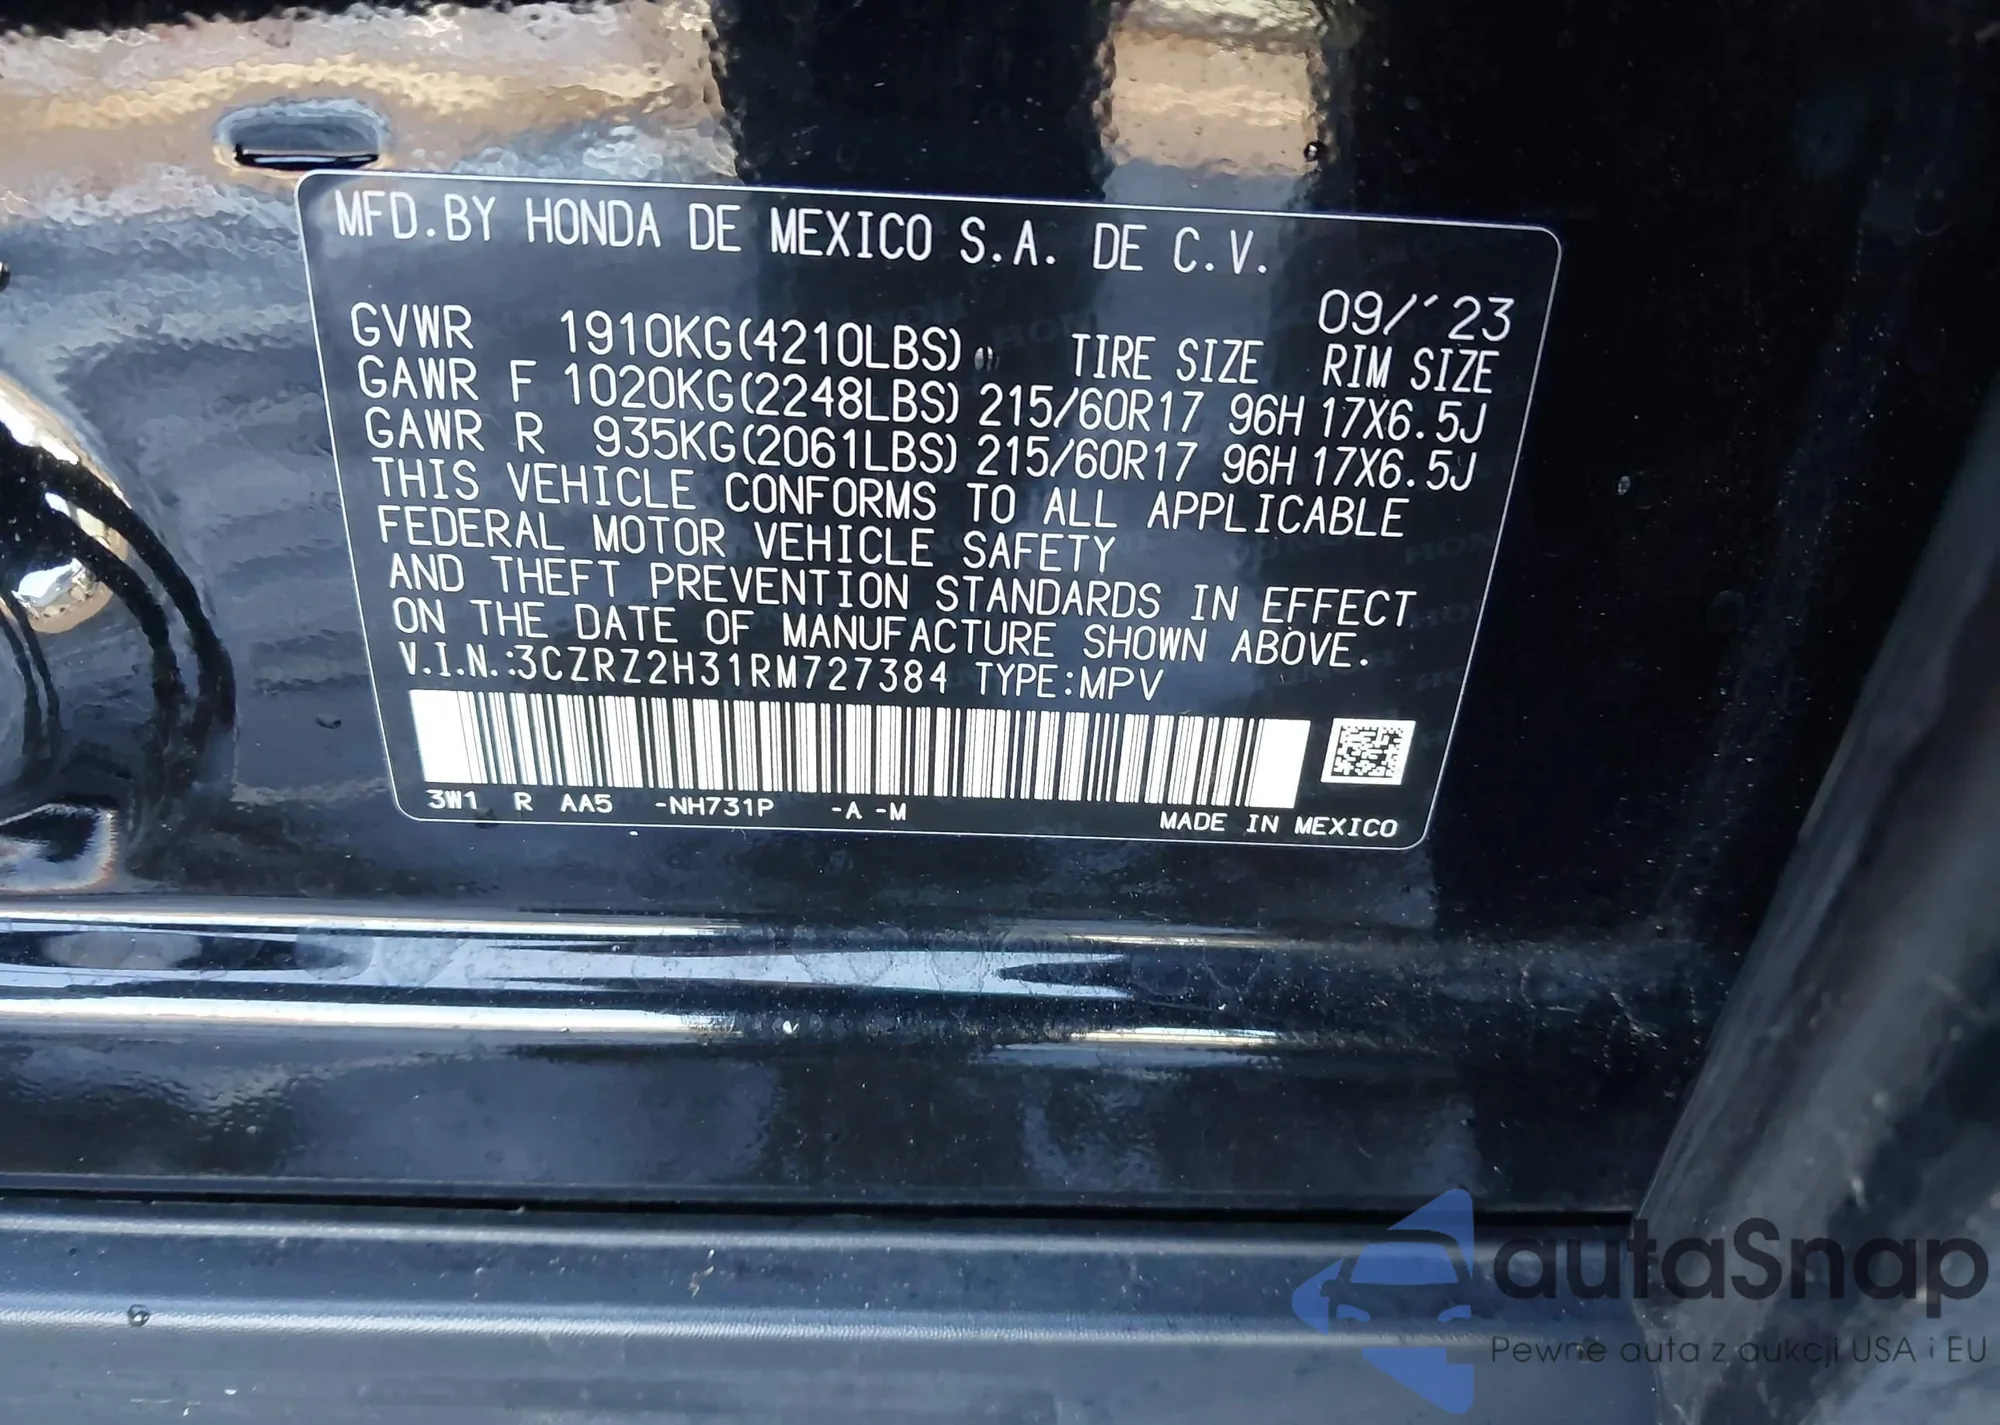 MFD.BY HONDA DE MEXICO S.A. DE C.V.
09/'23
GVWR 1910KG(4210LBS) TIRE SIZE RIM SIZE
GAWR F 1020KG(2248LBS) 215/60R17 96H 17X6.5J
GAWR R 935KG(2061LBS) 215/60R17 96H 17X6.5J
THIS VEHICLE CONFORMS TO ALL APPLICABLE
FEDERAL MOTOR VEHICLE SAFETY
AND THEFT PREVENTION STANDARDS IN EFFECT
ON THE DATE OF MANUFACTURE SHOWN ABOVE.
V.I.N.:3CZRZ2H31RM727384 TYPE:MPV
3W1 R AA5 -NH731P -A -M
MADE IN MEXICO
autaSnap
Pewne auta z aukcji USA i EU